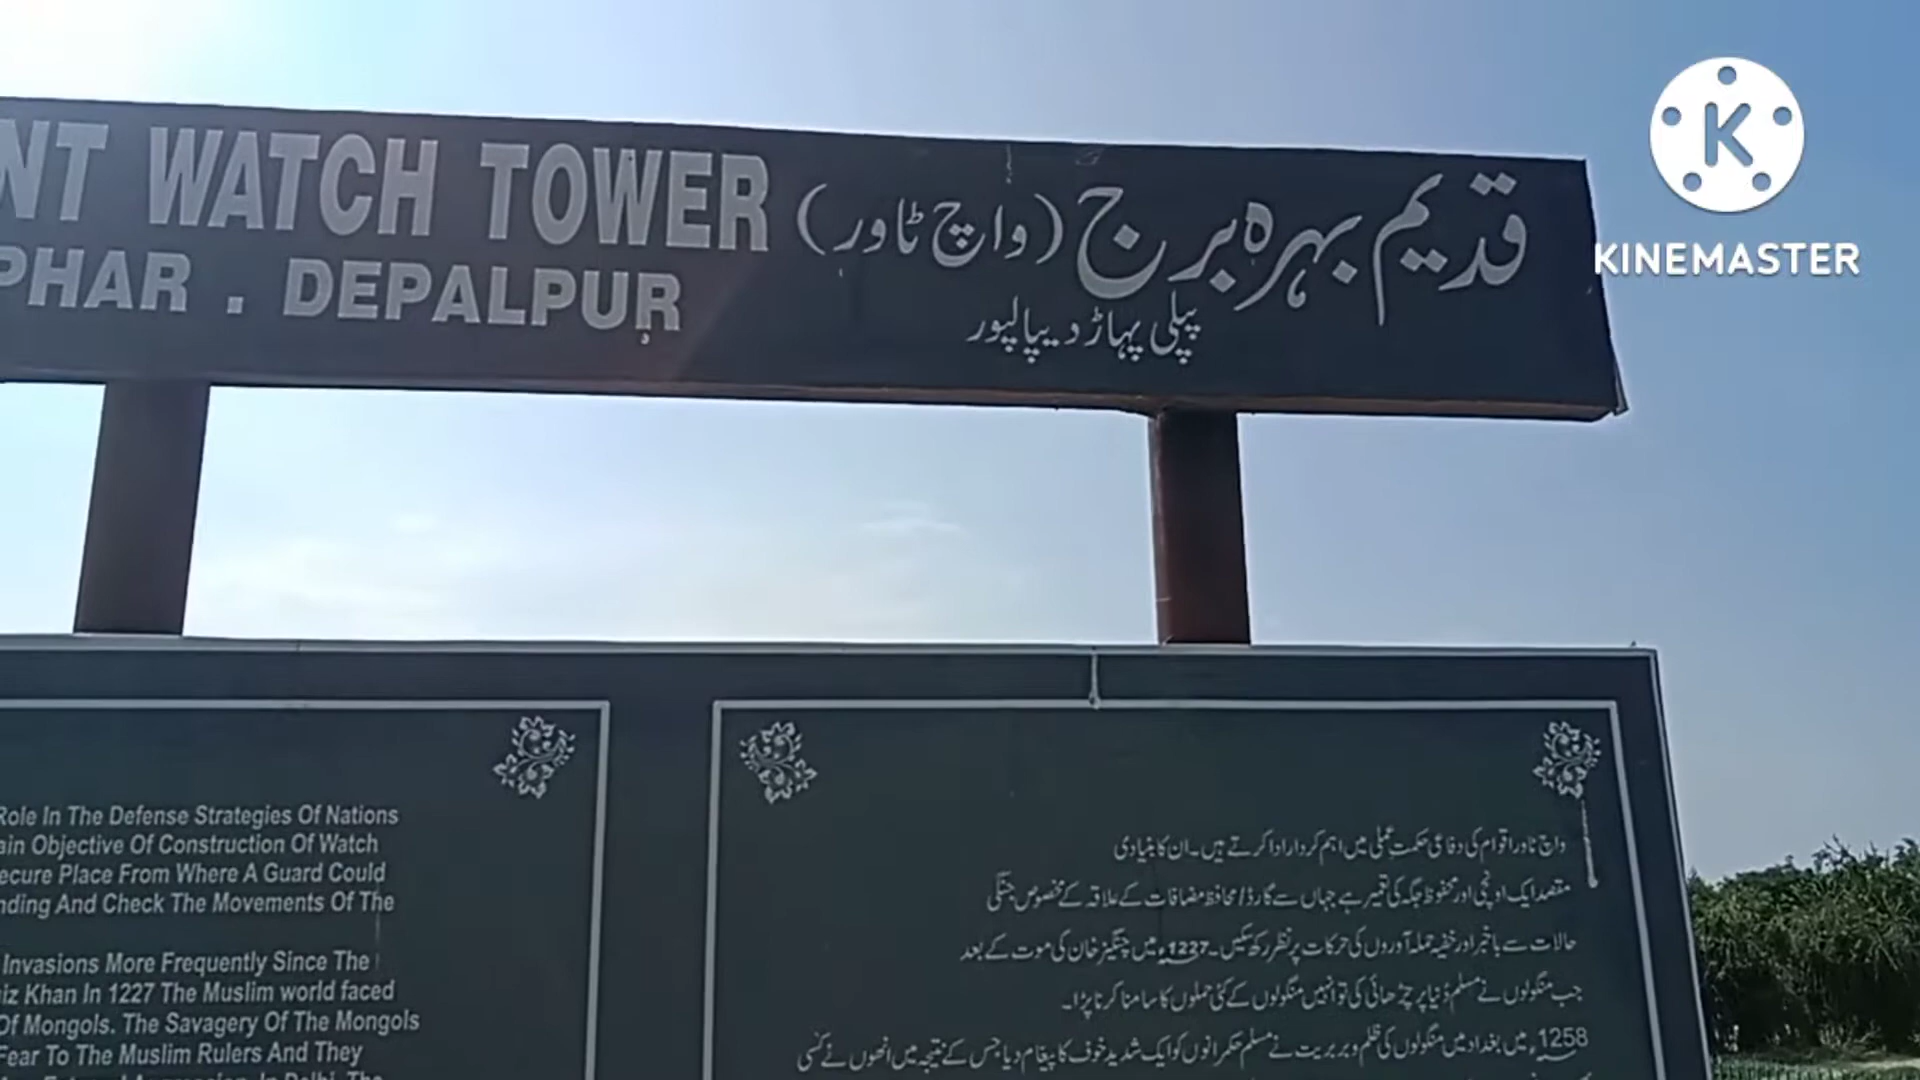 NT WATCH TOWER
PHAR . DEPALPUR
قدیم بہرہ برج (واچ ٹاور)
پپلی پہاڑ دیپالپور
KINEMASTER
Role In The Defense Strategies Of Nations
ain Objective Of Construction Of Watch
ecure Place From Where A Guard Could
nding And Check The Movements Of The
Invasions More Frequently Since The
iz Khan In 1227 The Muslim world faced
Of Mongols. The Savagery Of The Mongols
Fear To The Muslim Rulers And They
واچ ٹاور اقوام کی دفاعی حکمت عملی میں اہم کردار ادا کرتے ہیں۔ ان کا بنیادی
مقصد ایک اونچی اور محفوظ جگہ کی تعمیر ہے جہاں سے گارڈ/محافظ مضافات کے علاقہ کے مخصوص جنگی
حالات سے باخبر اور خفیہ حملہ آوروں کی حرکات پر نظر رکھ سکیں۔ 1227ء میں چنگیز خان کی موت کے بعد
جب منگولوں نے مسلم دُنیا پر چڑھائی کی تو انہیں منگولوں کے کئی حملوں کا سامنا کرنا پڑا۔
1258ء میں بغداد میں منگولوں کی ظلم و بربریت نے مسلم حکمرانوں کو ایک شدید خوف کا پیغام دیا جس کے نتیجہ میں انھوں نے کسی